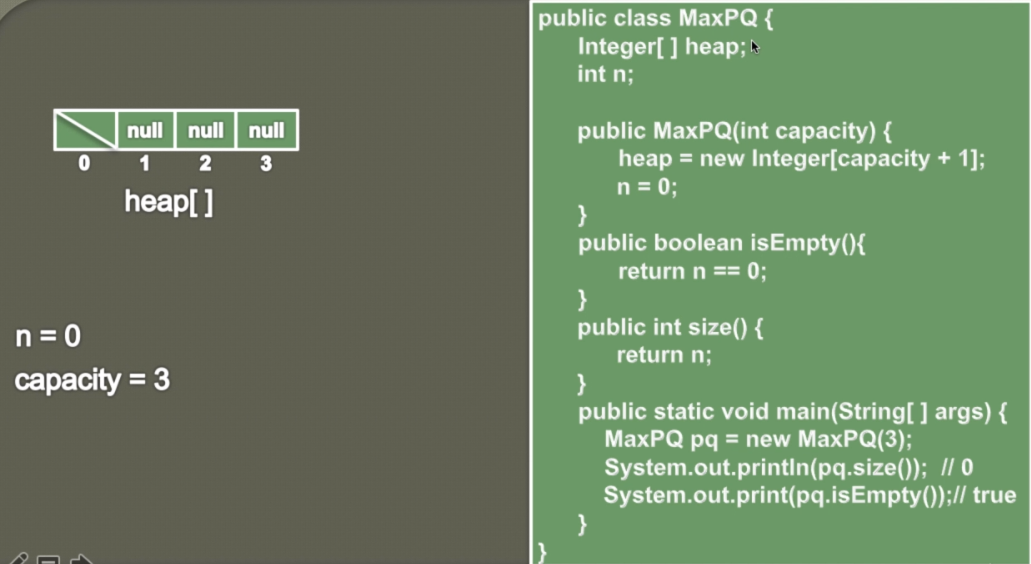 null null null
0 1 2 3
heap[ ]
n = 0
capacity = 3
public class MaxPQ {
Integer[ ] heap;
int n;
public MaxPQ(int capacity) {
heap = new Integer[capacity + 1];
n = 0;
}
public boolean isEmpty(){
return n == 0;
}
public int size() {
return n;
}
public static void main(String[ ] args) {
MaxPQ pq = new MaxPQ(3);
System.out.println(pq.size());  // 0
System.out.print(pq.isEmpty());// true
}
}